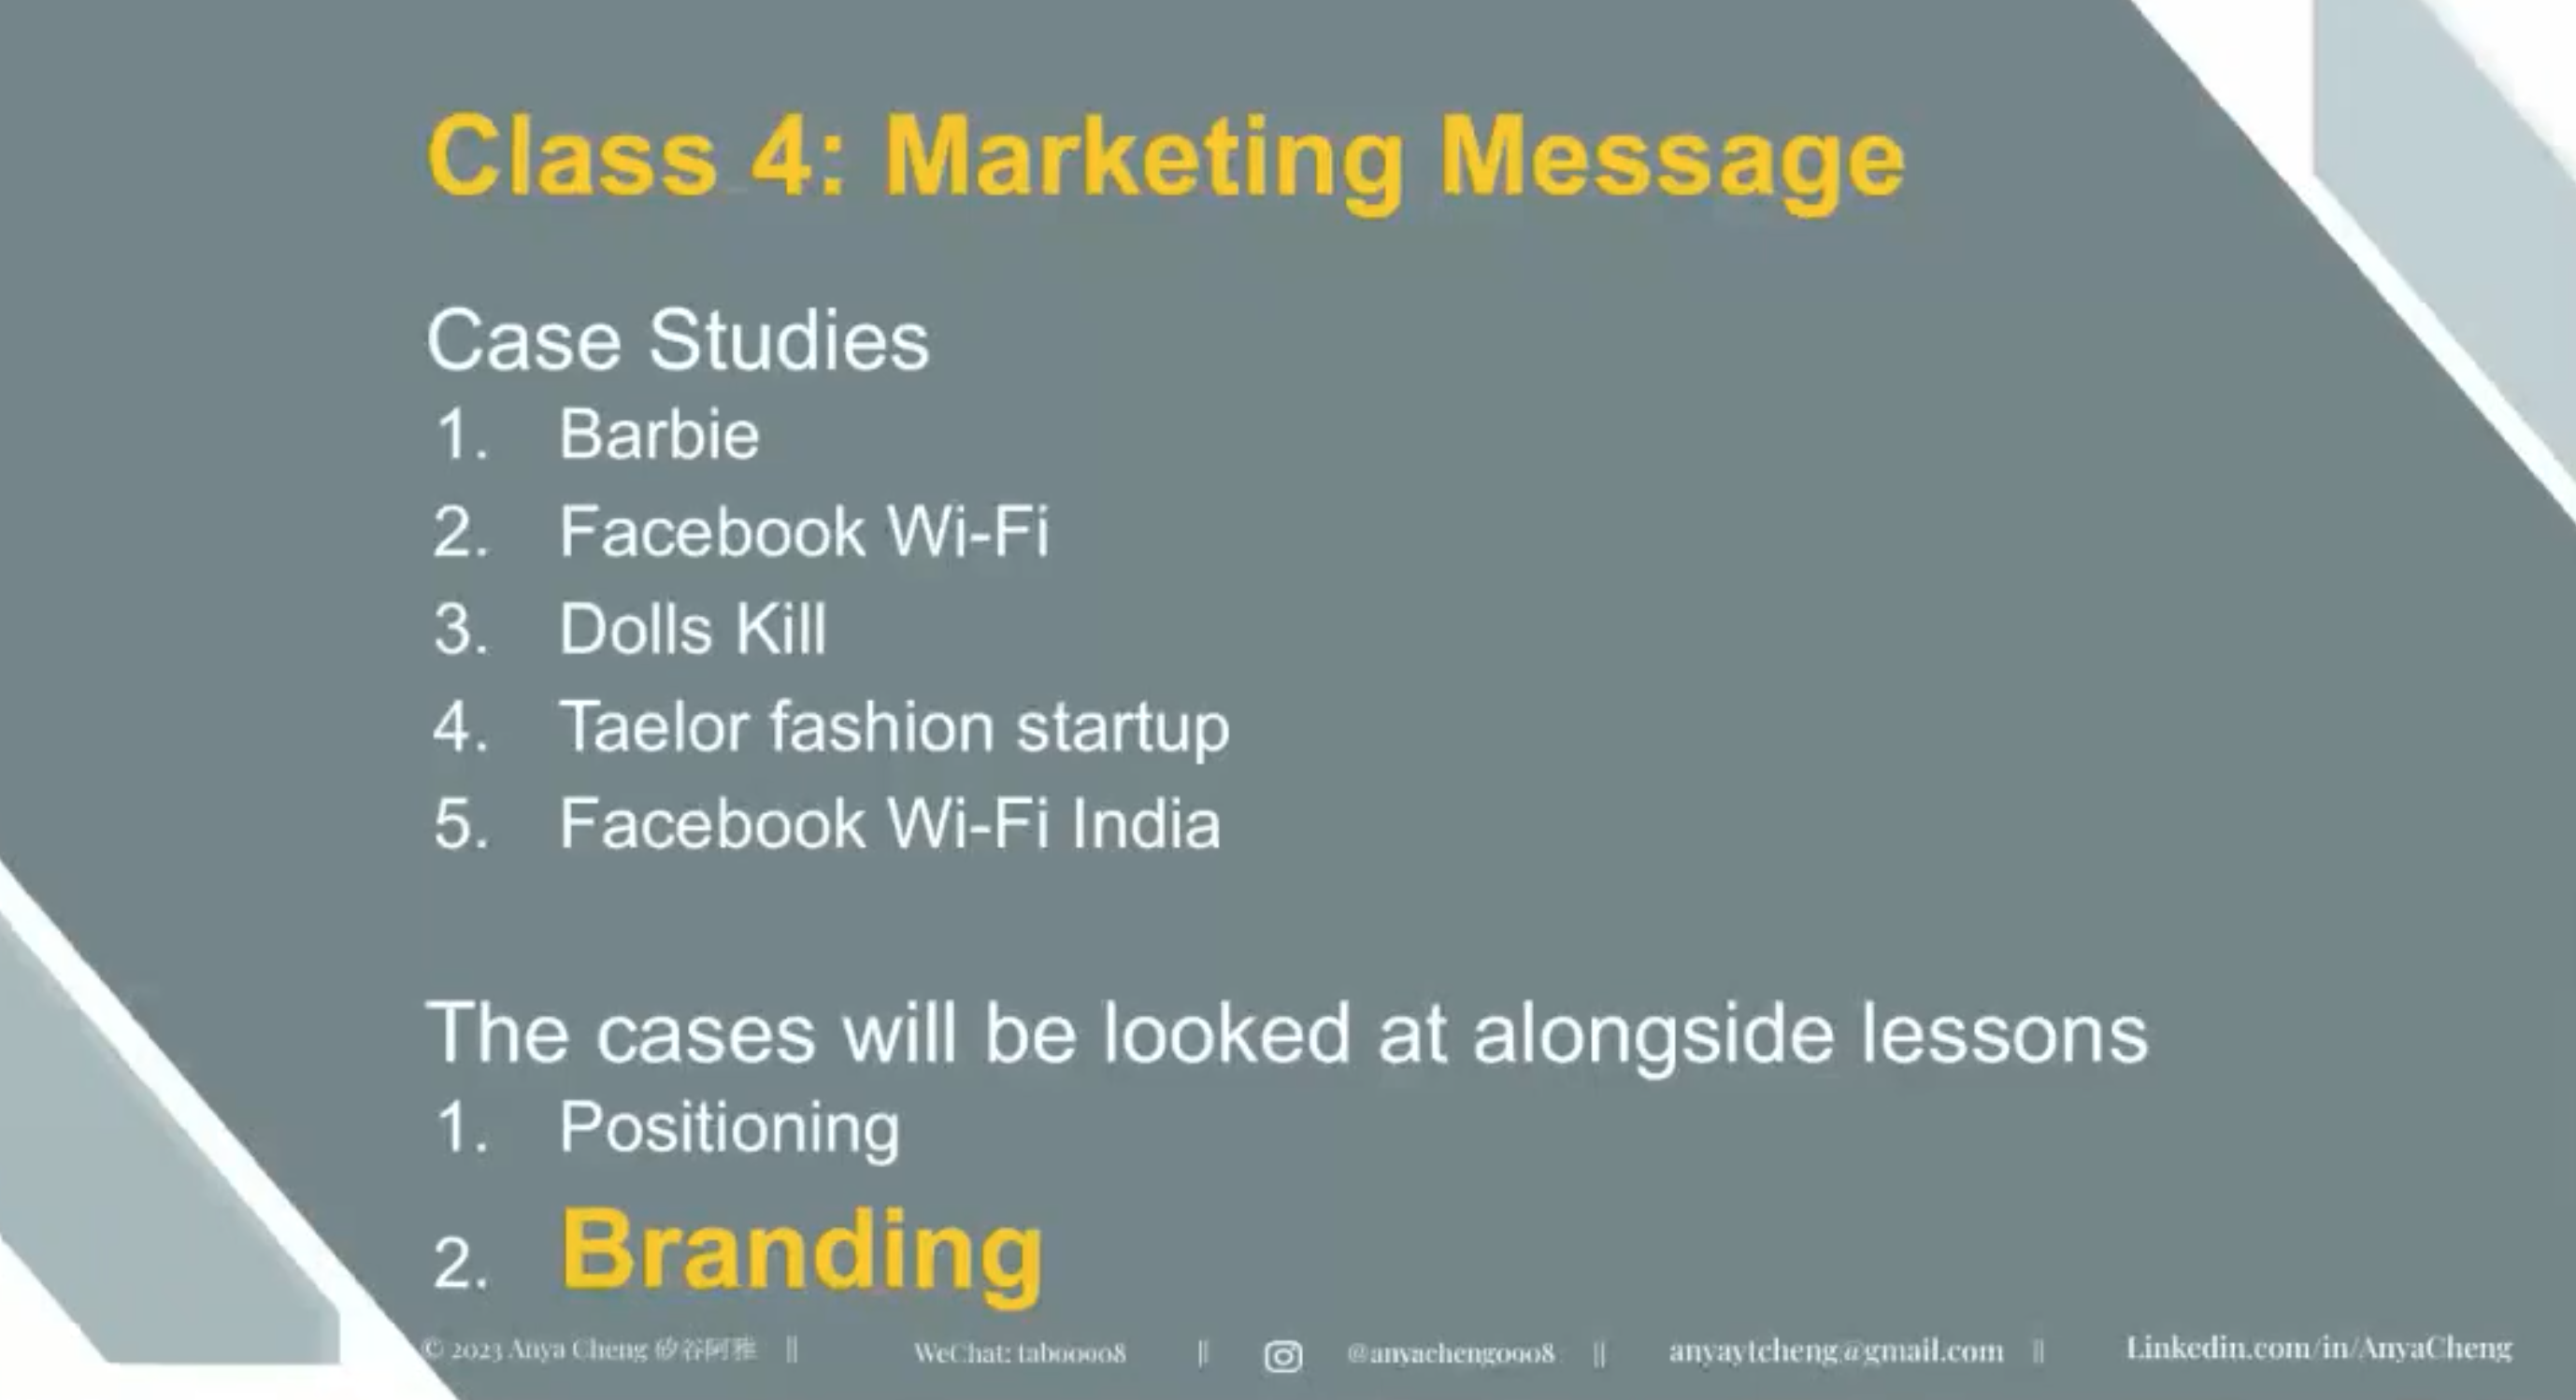 Class 4: Marketing Message
Case Studies
1. Barbie
2. Facebook Wi-Fi
3. Dolls Kill
4. Taelor fashion startup
5. Facebook Wi-Fi India
The cases will be looked at alongside lessons
1. Positioning
2. Branding
© 2023 Anya Cheng 矽谷阿雅 || WeChat: tab00008 || @anyacheng0908 || anyaytcheng@gmail.com || Linkedin.com/in/AnyaCheng